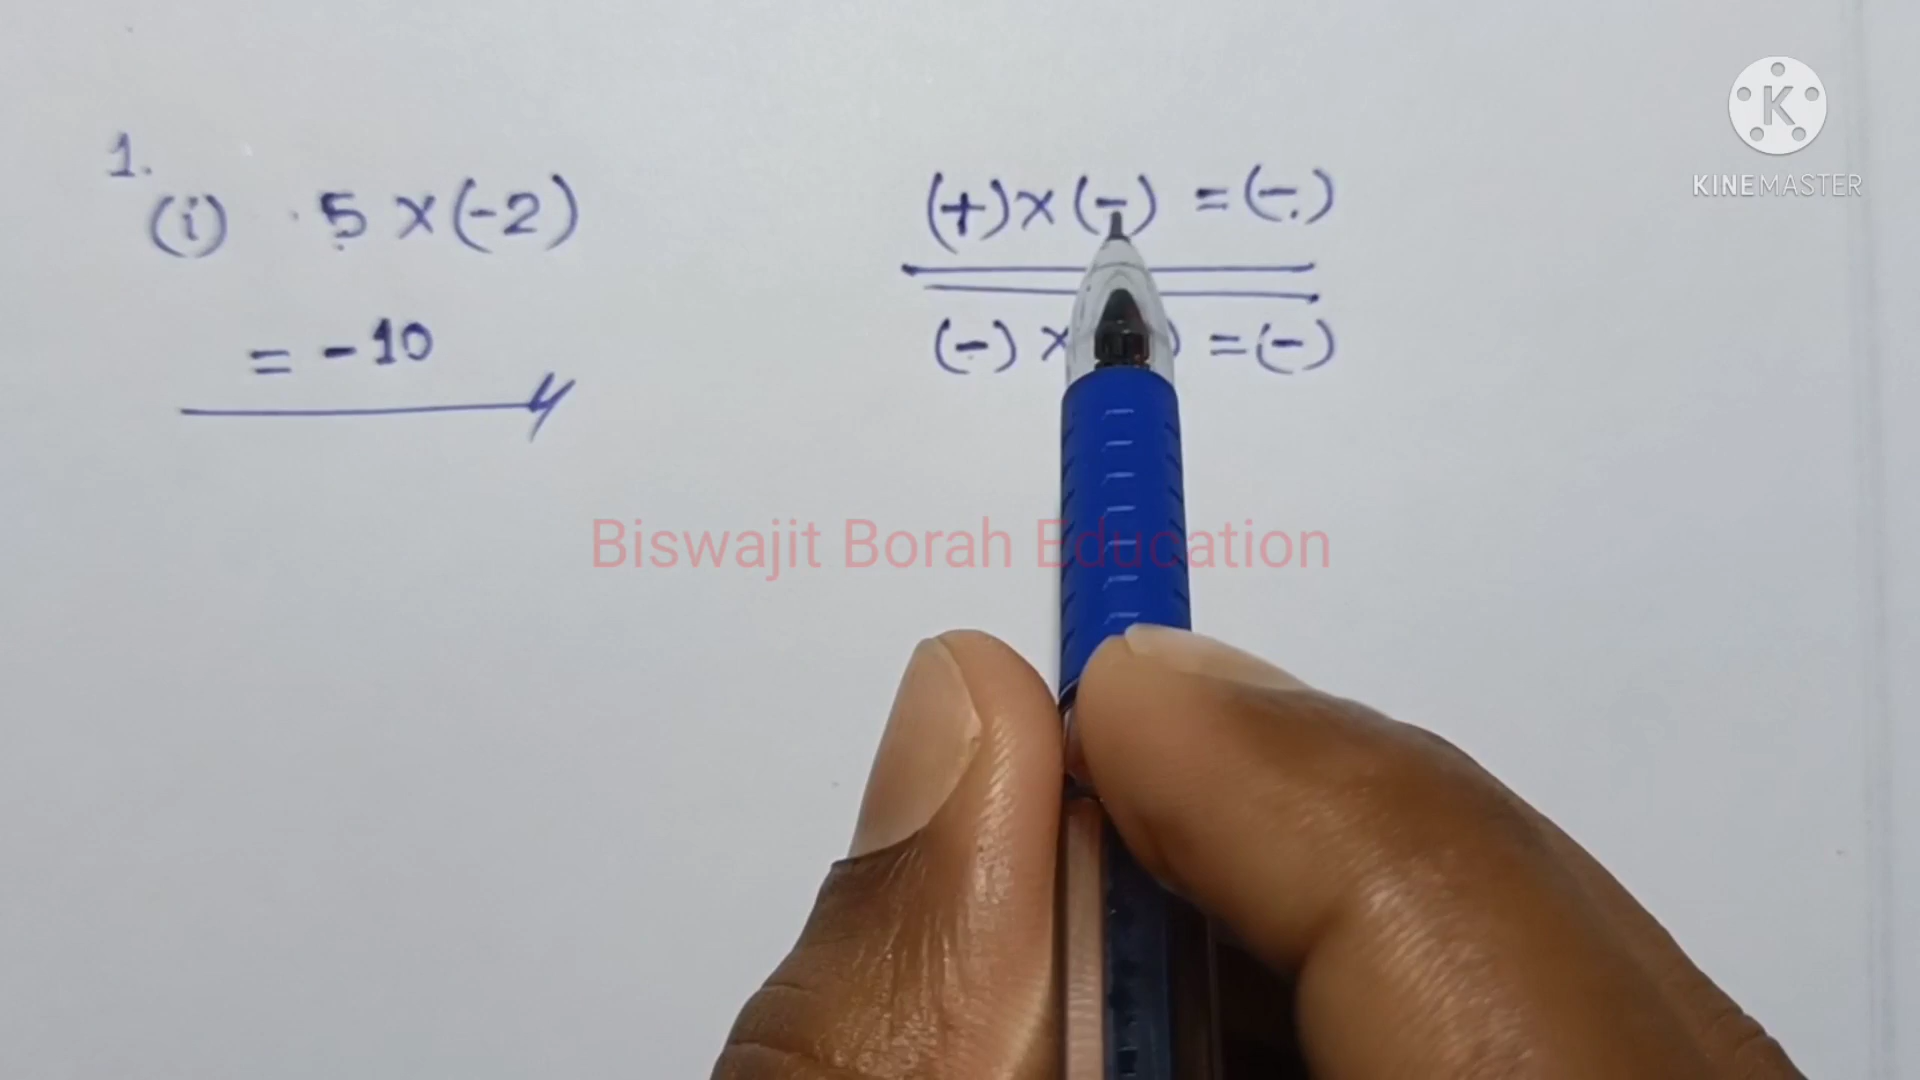 1.
(i) 5 × (-2)
= -10
(+) × (-) = (-)
(-) × ) = (-)
Biswajit Borah Education
K
KINEMASTER